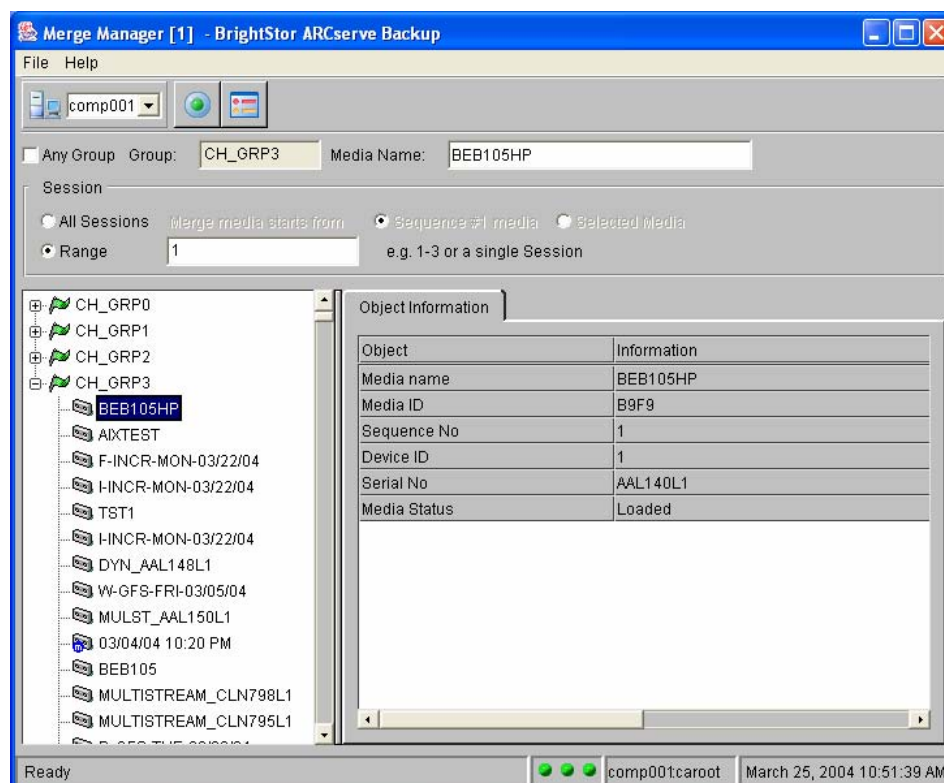 Merge Manager [1] - BrightStor ARCserve Backup
File Help
comp001
Any Group Group: CH_GRP3 Media Name: BEB105HP
Session
All Sessions Merge media starts from Sequence #1 media Selected Media
Range 1 e.g. 1-3 or a single Session
CH_GRP0
CH_GRP1
CH_GRP2
CH_GRP3
BEB105HP
AIXTEST
F-INCR-MON-03/22/04
I-INCR-MON-03/22/04
TST1
I-INCR-MON-03/22/04
DYN_AAL148L1
W-GFS-FRI-03/05/04
MULST_AAL150L1
03/04/04 10:20 PM
BEB105
MULTISTREAM_CLN798L1
MULTISTREAM_CLN795L1
Object Information
Object Information
Media name BEB105HP
Media ID B9F9
Sequence No 1
Device ID 1
Serial No AAL140L1
Media Status Loaded
Ready comp001:caroot March 25, 2004 10:51:39 AM